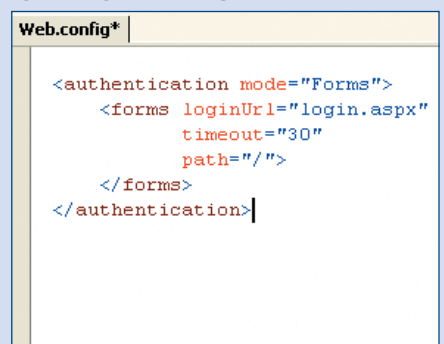 Web.config*
<authentication mode="Forms">
<forms loginUrl="login.aspx"
timeout="30"
path="/">
</forms>
</authentication>